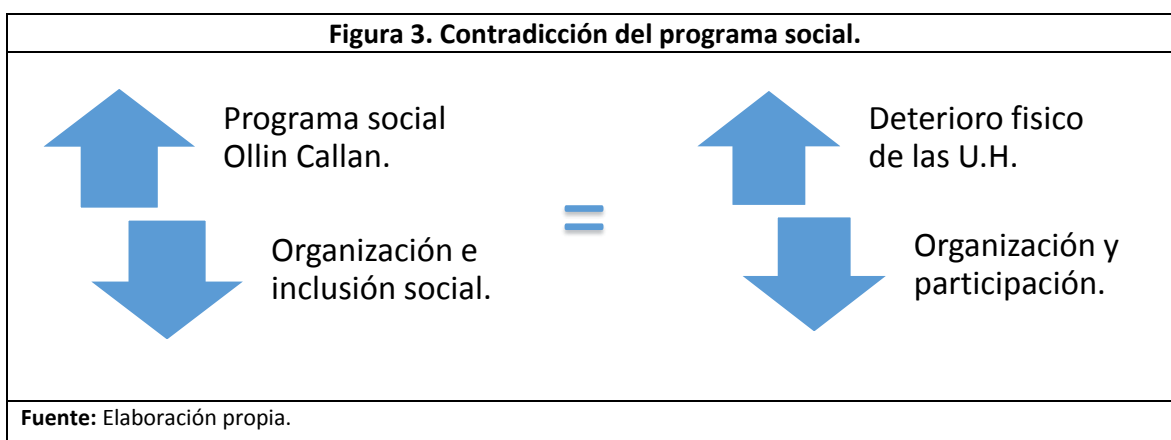 Figura 3. Contradicción del programa social.
Programa social
Ollin Callan.
Organización e
inclusión social.
=
Deterioro fisico
de las U.H.
Organización y
participación.
Fuente: Elaboración propia.